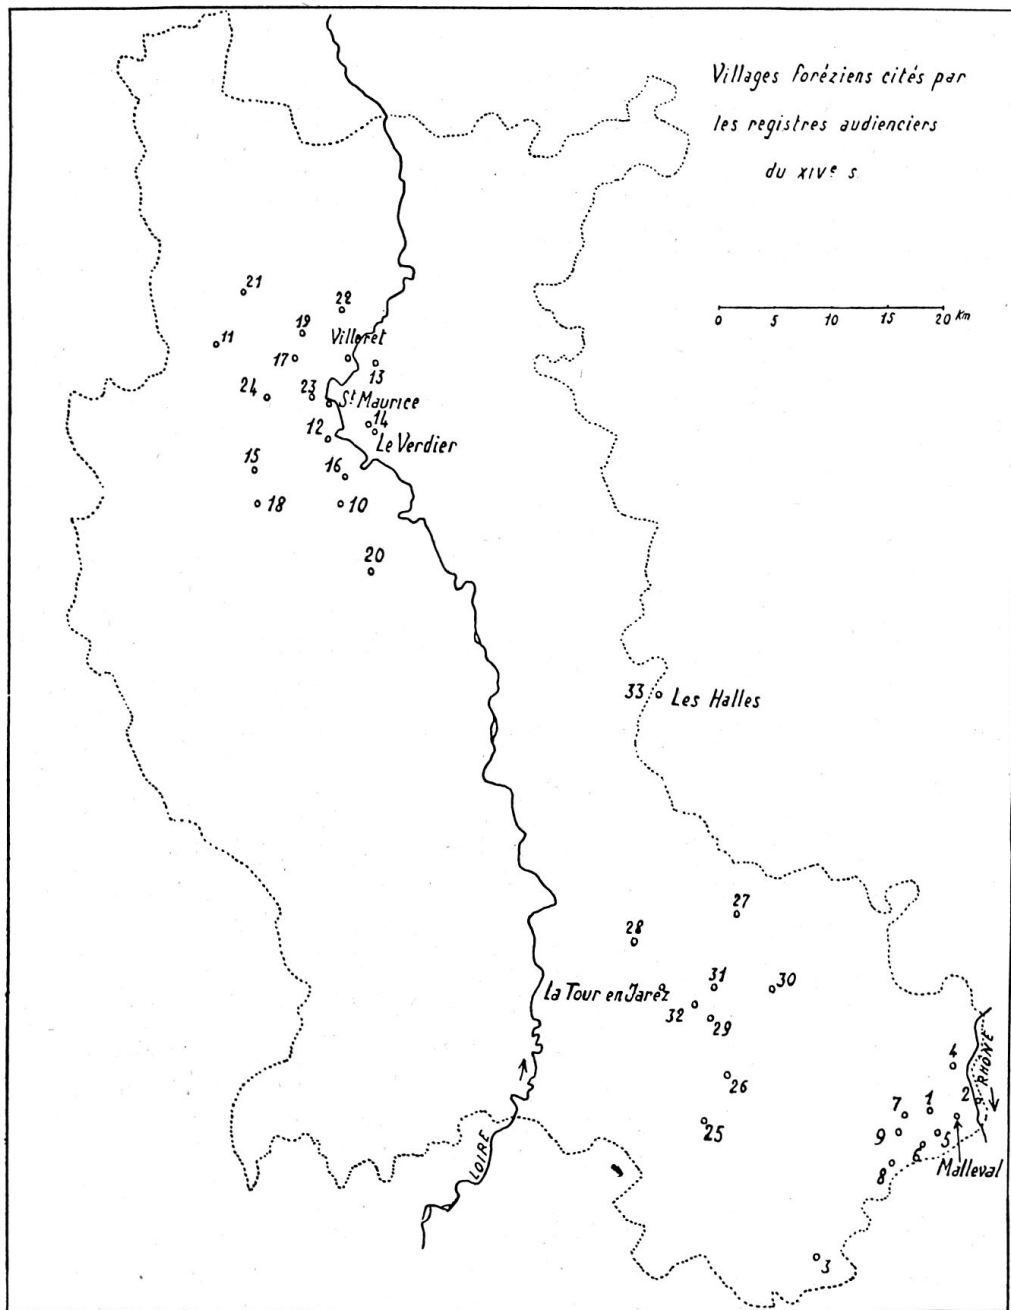 Villages foréziens cités par
les registres audienciers
du XIVe s.
0 5 10 15 20 Km
21
22
19
11
Villeret
17
13
24
23
St Maurice
14
12
Le Verdier
15
16
18
10
20
33 Les Halles
27
28
31
30
La Tour en Jarèz
32
29
4
RHÔNE
26
7
1
2
25
9
5
6
LOIRE
Malleval
8
3